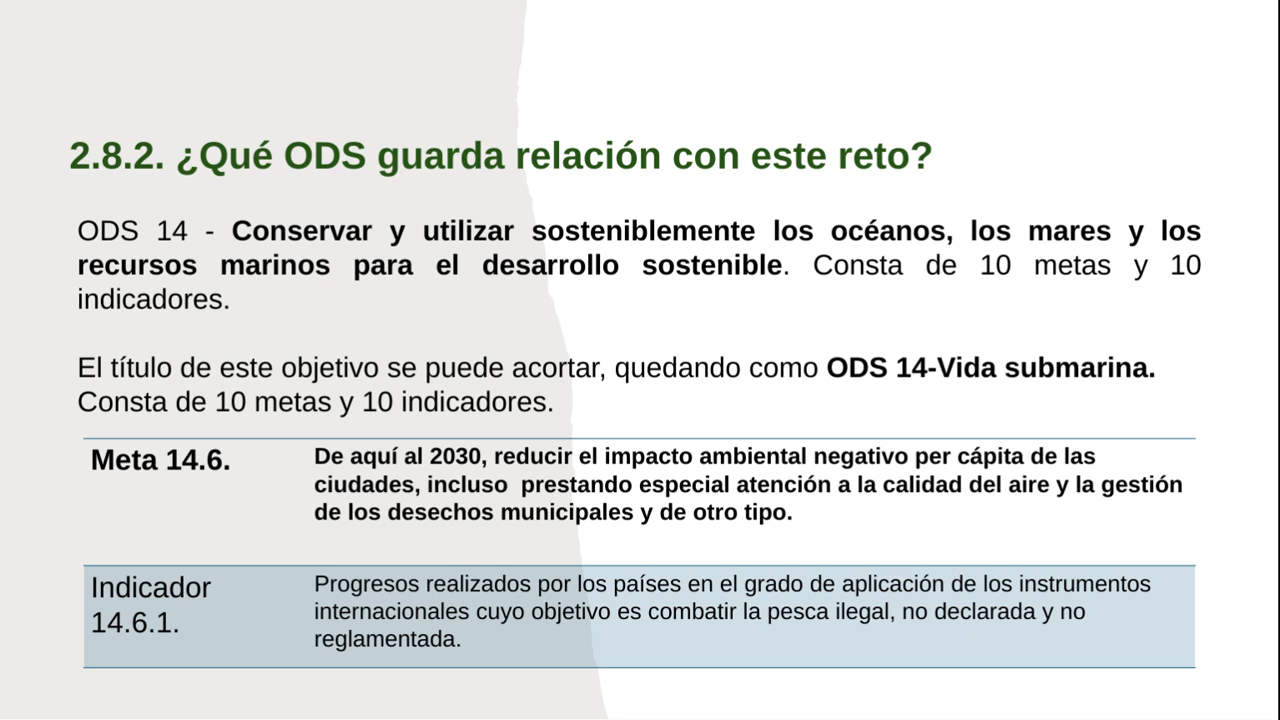 2.8.2. ¿Qué ODS guarda relación con este reto?
ODS 14 - Conservar y utilizar sosteniblemente los océanos, los mares y los
recursos marinos para el desarrollo sostenible. Consta de 10 metas y 10
indicadores.
El título de este objetivo se puede acortar, quedando como ODS 14-Vida submarina.
Consta de 10 metas y 10 indicadores.
Meta 14.6.
De aquí al 2030, reducir el impacto ambiental negativo per cápita de las
ciudades, incluso prestando especial atención a la calidad del aire y la gestión
de los desechos municipales y de otro tipo.
Indicador
14.6.1.
Progresos realizados por los países en el grado de aplicación de los instrumentos
internacionales cuyo objetivo es combatir la pesca ilegal, no declarada y no
reglamentada.